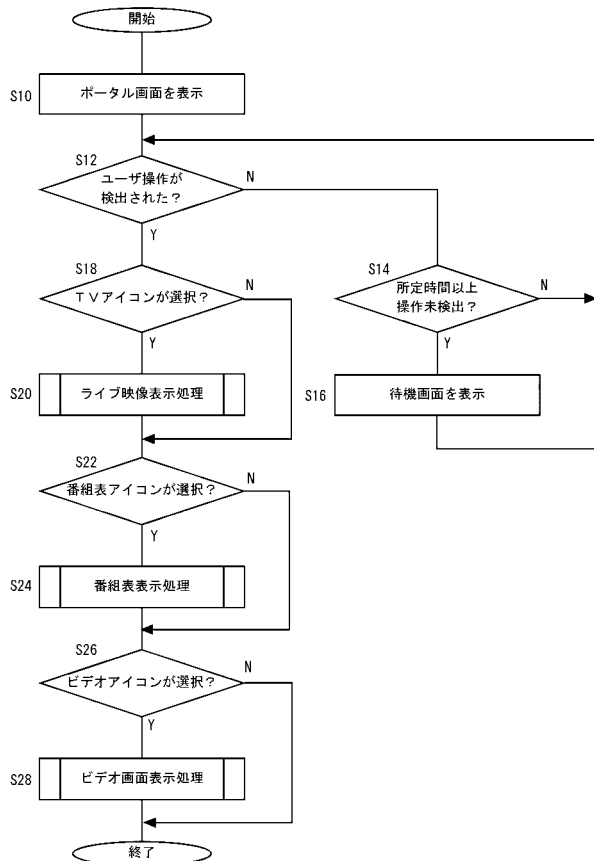 開始
S10
ポータル画面を表示
S12
ユーザ操作が
検出された？
N
Y
S14
所定時間以上
操作未検出？
N
Y
S16
待機画面を表示
S18
ＴＶアイコンが選択？
N
Y
S20
ライブ映像表示処理
S22
番組表アイコンが選択？
N
Y
S24
番組表表示処理
S26
ビデオアイコンが選択？
N
Y
S28
ビデオ画面表示処理
終了